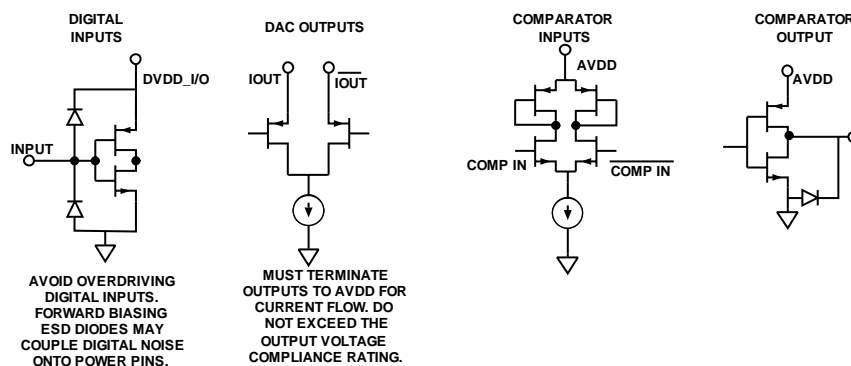 DIGITAL
INPUTS
DVDD_I/O
INPUT
AVOID OVERDRIVING
DIGITAL INPUTS.
FORWARD BIASING
ESD DIODES MAY
COUPLE DIGITAL NOISE
ONTO POWER PINS.
DAC OUTPUTS
IOUT
IOUT
MUST TERMINATE
OUTPUTS TO AVDD FOR
CURRENT FLOW. DO
NOT EXCEED THE
OUTPUT VOLTAGE
COMPLIANCE RATING.
COMPARATOR
INPUTS
AVDD
COMP IN
COMP IN
COMPARATOR
OUTPUT
AVDD